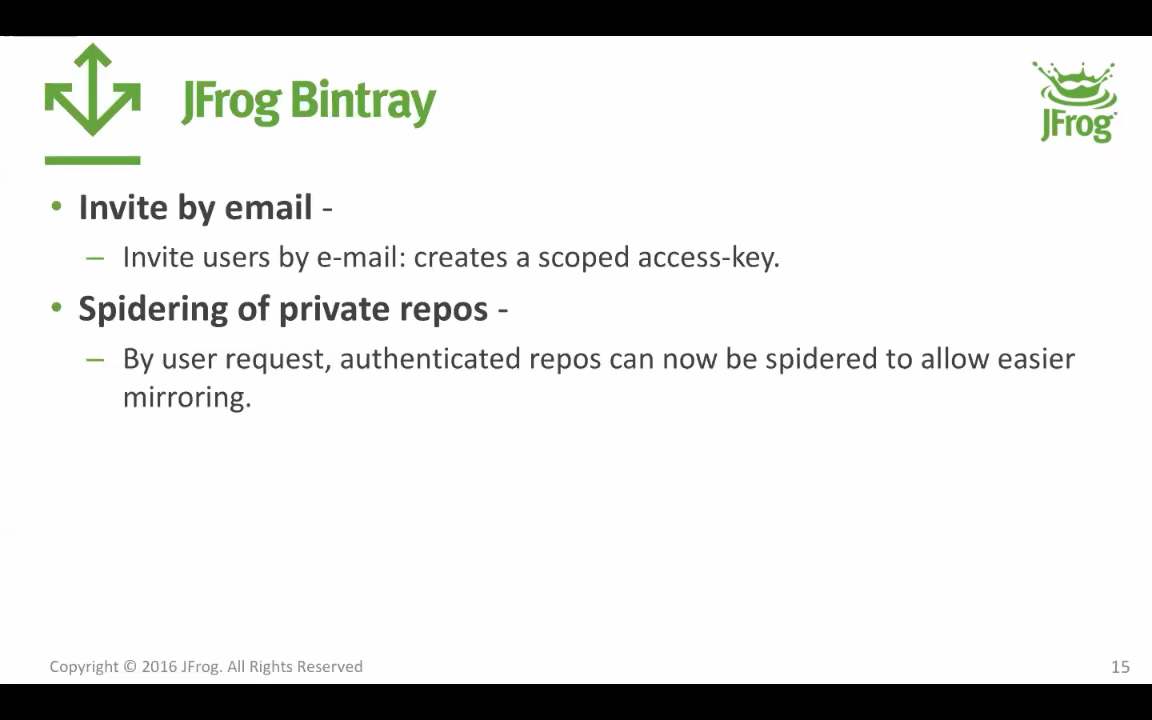 JFrog Bintray
JFrog
• Invite by email -
– Invite users by e-mail: creates a scoped access-key.
• Spidering of private repos -
– By user request, authenticated repos can now be spidered to allow easier
mirroring.
Copyright © 2016 JFrog. All Rights Reserved
15